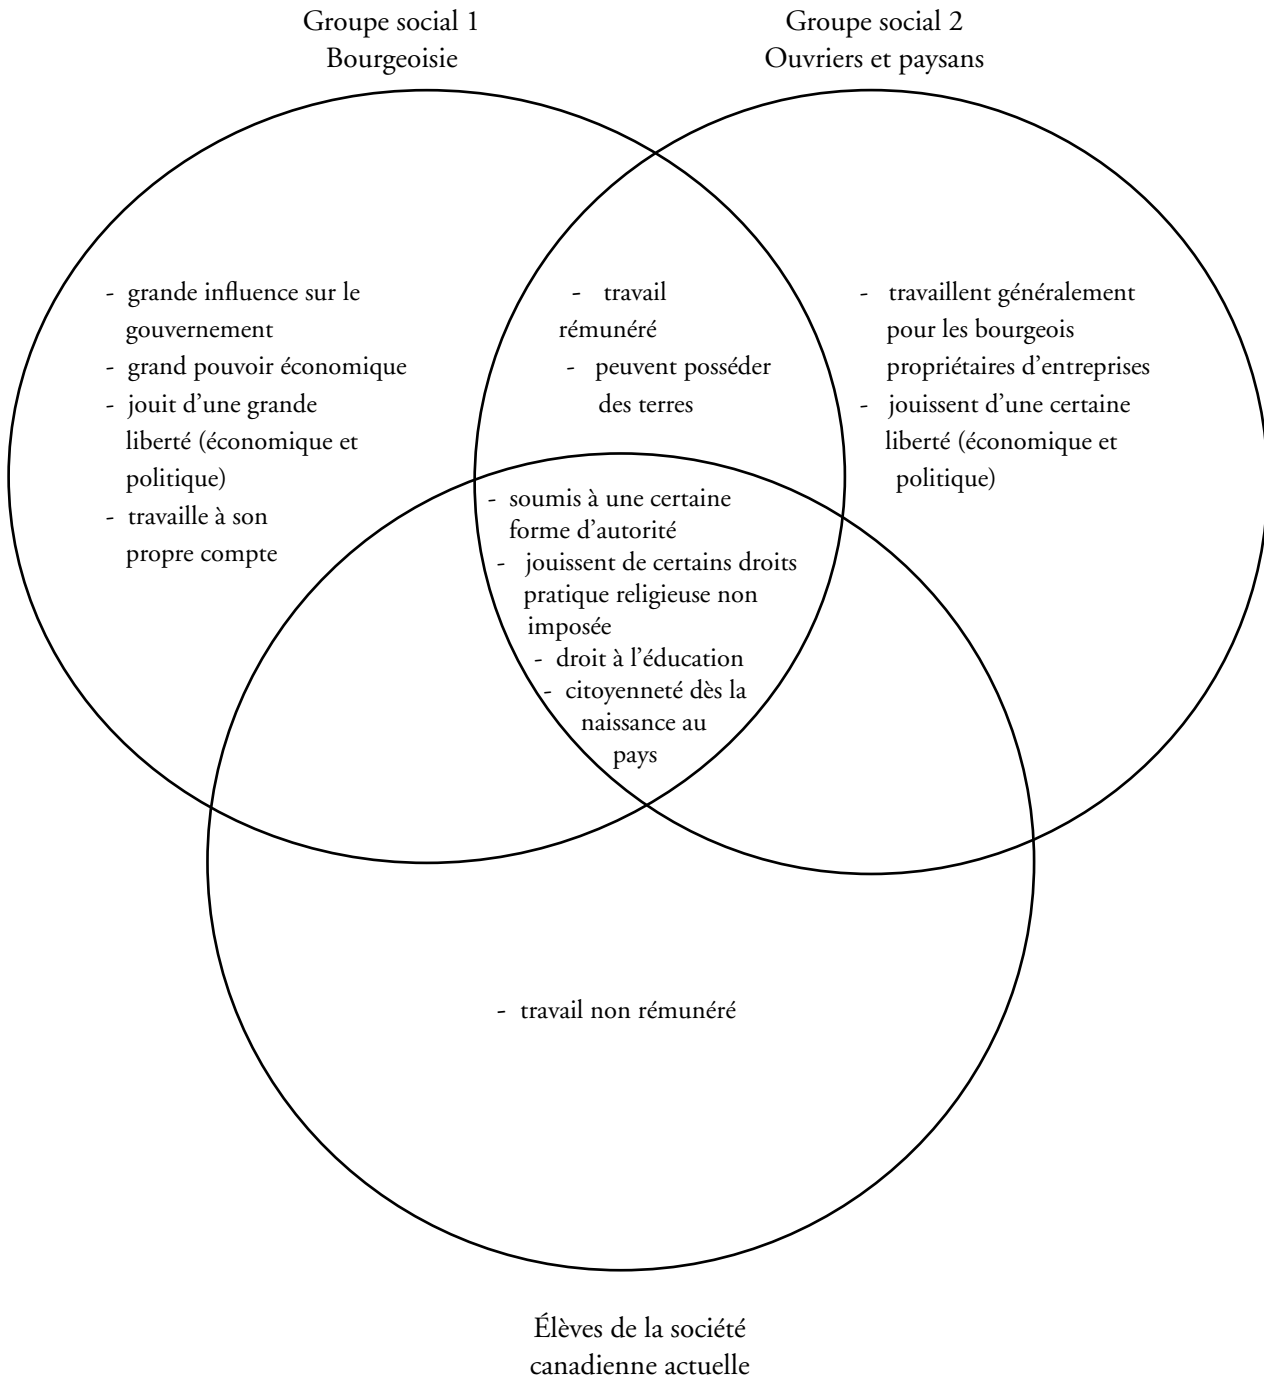 Groupe social 1
Bourgeoisie
Groupe social 2
Ouvriers et paysans
- grande influence sur le
gouvernement
- grand pouvoir économique
- jouit d'une grande
liberté (économique et
politique)
- travaille à son
propre compte
- travail
rémunéré
- peuvent posséder
des terres
- travaillent généralement
pour les bourgeois
propriétaires d'entreprises
- jouissent d'une certaine
liberté (économique et
politique)
- soumis à une certaine
forme d'autorité
- jouissent de certains droits
pratique religieuse non
imposée
- droit à l'éducation
- citoyenneté dès la
naissance au
pays
- travail non rémunéré
Élèves de la société
canadienne actuelle